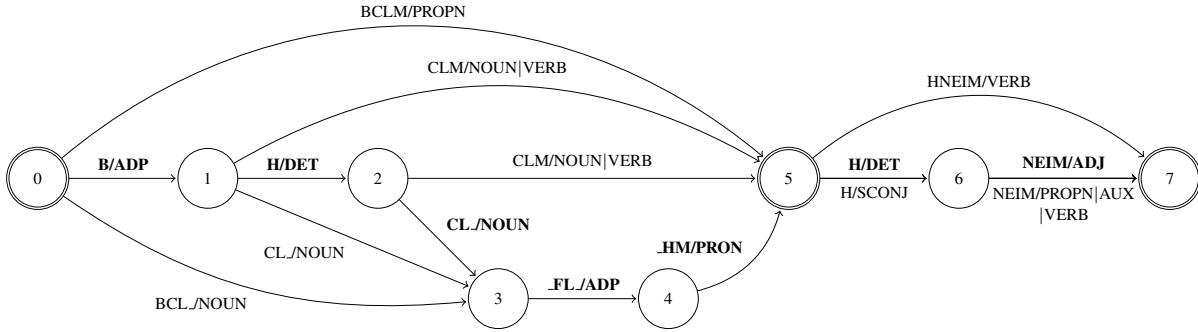 BCLM/PROPN
CLM/NOUN|VERB
HNEIM/VERB
B/ADP
H/DET
CLM/NOUN|VERB
H/DET
NEIM/ADJ
0
1
2
5
6
7
H/SCONJ
NEIM/PROPN|AUX
|VERB
CL_/NOUN
_HM/PRON
CL_/NOUN
BCL_/NOUN
3
_FL_/ADP
4